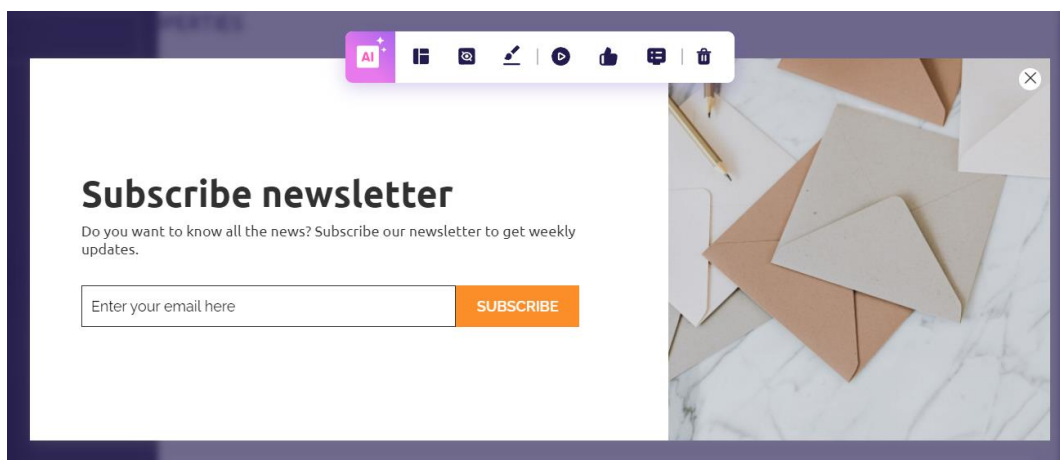 PERTIES
AI
Subscribe newsletter
Do you want to know all the news? Subscribe our newsletter to get weekly
updates.
Enter your email here
SUBSCRIBE